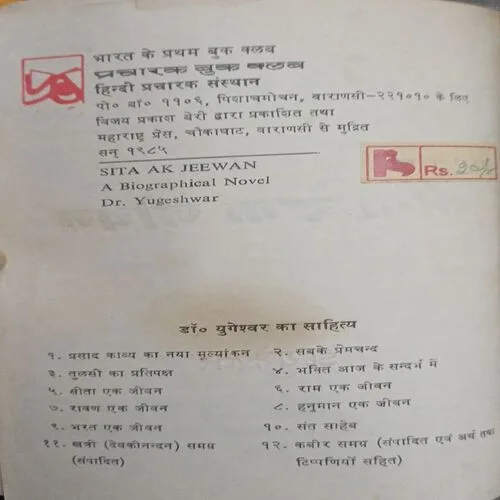 भारत के प्रथम बुक क्लब
प्रचारक बुक क्लब
हिन्दी प्रचारक संस्थान
पो० बॉ० ११०६, पिशाचमोचन, वाराणसी-२२१०१० के लिए
विजय प्रकाश बेरी द्वारा प्रकाशित तथा
महाराष्ट्र प्रेस, चौकाघाट, वाराणसी से मुद्रित
सन् १९८५
SITA AK JEEWAN
A Biographical Novel
Dr. Yugeshwar
Rs. 20/-
डॉ० युगेश्वर का साहित्य
१. प्रसाद काव्य का नया मूल्यांकन
२. सबके प्रेमचन्द
३. तुलसी का प्रतिपक्ष
४. भक्ति आज के सन्दर्भ में
५. सीता एक जीवन
६. राम एक जीवन
७. रावण एक जीवन
८. हनुमान एक जीवन
९. भरत एक जीवन
१०. संत साहेब
११. खत्री (देवकीनन्दन) समग्र
(संपादित)
१२. कबीर समग्र (संपादित एवं अर्थ तथा
टिप्पणियों सहित)